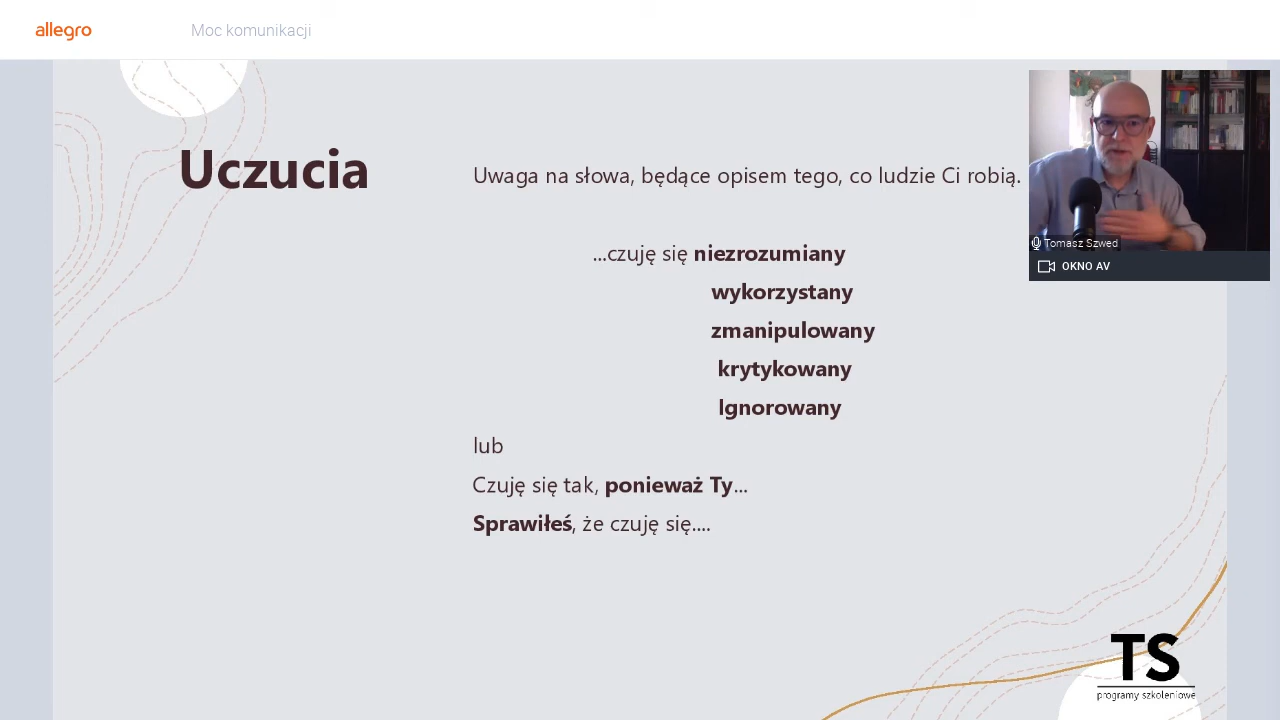 allegro
Moc komunikacji
Uczucia
Uwaga na słowa, będące opisem tego, co ludzie Ci robią.
...czuję się niezrozumiany
wykorzystany
zmanipulowany
krytykowany
Ignorowany
lub
Czuję się tak, ponieważ Ty...
Sprawiłeś, że czuję się....
Tomasz Szwed
OKNO AV
TS
programy szkoleniowe